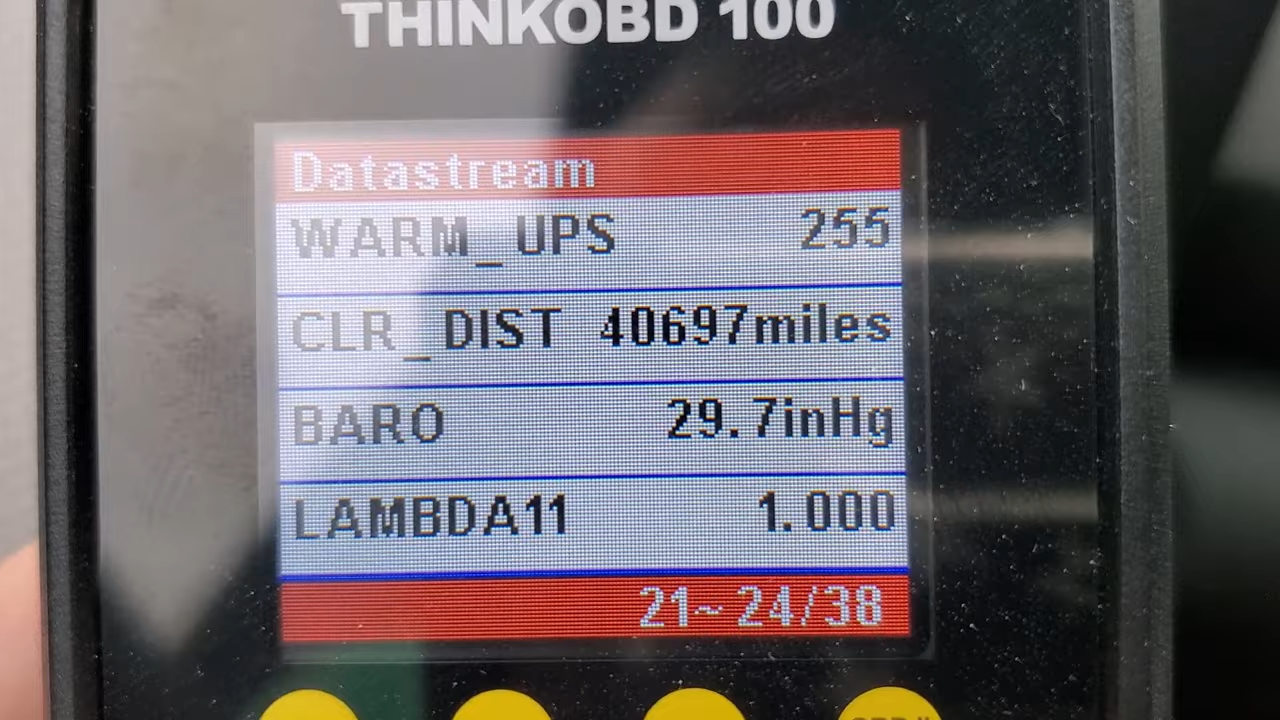 THINKOBD 100
Datastream
WARM_UPS 255
CLR_DIST 40697miles
BARO 29.7inHg
LAMBDA11 1.000
21~24/38